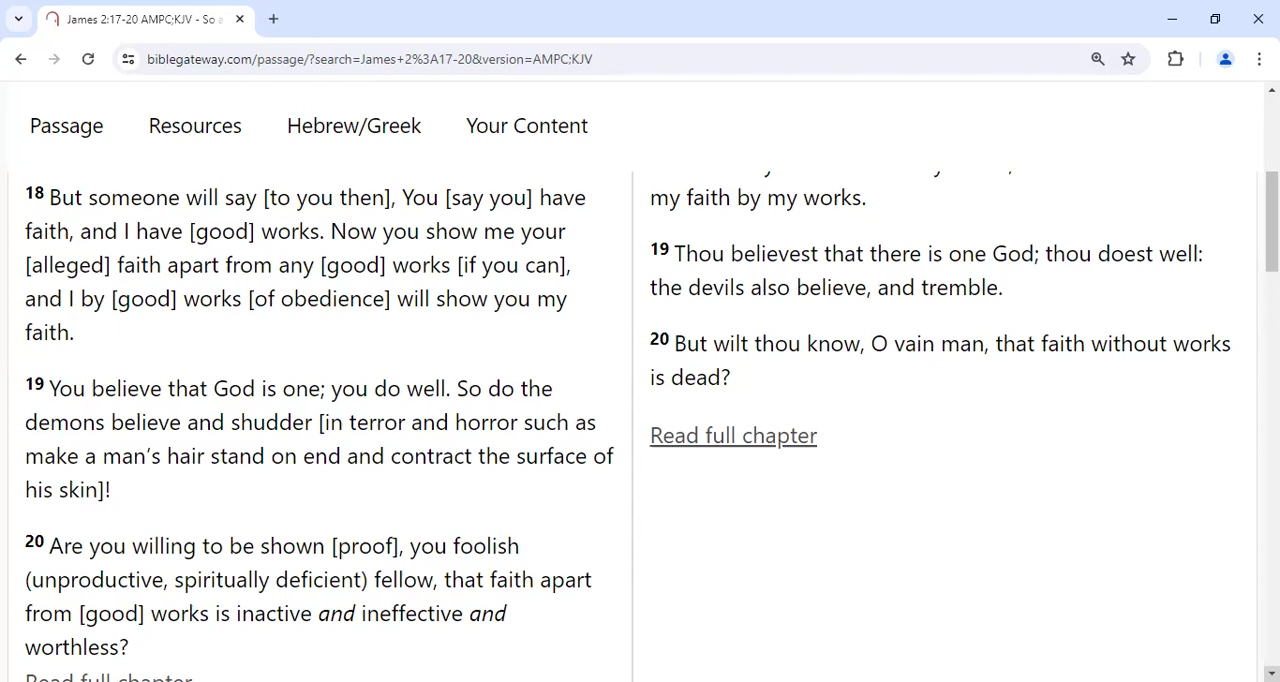 James 2:17-20 AMPC;KJV - So
biblegateway.com/passage/?search=James+2%3A17-20&version=AMPC;KJV
Passage Resources Hebrew/Greek Your Content
18 But someone will say [to you then], You [say you] have
faith, and I have [good] works. Now you show me your
[alleged] faith apart from any [good] works [if you can],
and I by [good] works [of obedience] will show you my
faith.
19 You believe that God is one; you do well. So do the
demons believe and shudder [in terror and horror such as
make a man’s hair stand on end and contract the surface of
his skin]!
20 Are you willing to be shown [proof], you foolish
(unproductive, spiritually deficient) fellow, that faith apart
from [good] works is inactive and ineffective and
worthless?
Read full chapter
my faith by my works.
19 Thou believest that there is one God; thou doest well:
the devils also believe, and tremble.
20 But wilt thou know, O vain man, that faith without works
is dead?
Read full chapter